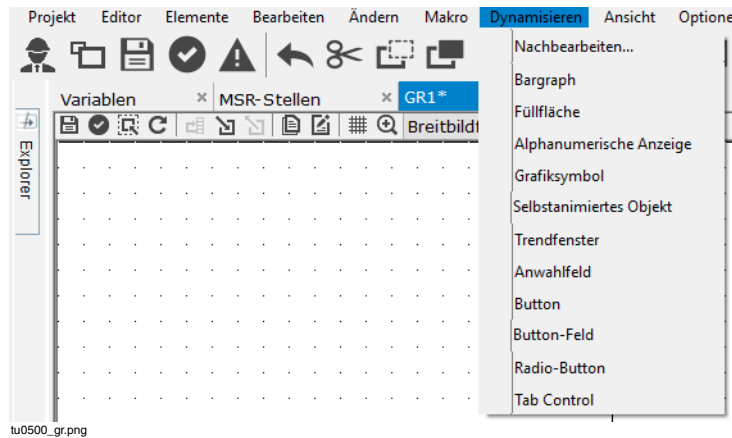 Projekt Editor Elemente Bearbeiten Ändern Makro Dynamisieren Ansicht Optione
Nachbearbeiten...
Bargraph
Füllfläche
Alphanumerische Anzeige
Grafiksymbol
Selbstanimiertes Objekt
Trendfenster
Anwahlfeld
Button
Button-Feld
Radio-Button
Tab Control
Variablen × MSR-Stellen × GR1*
Breitbildf
Explorer
tu0500_gr.png